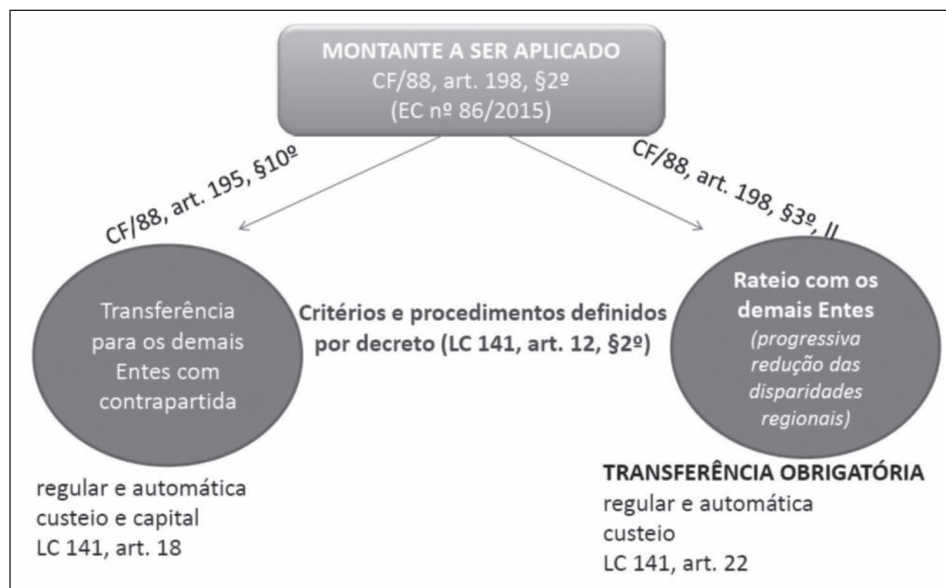 MONTANTE A SER APLICADO
CF/88, art. 198, §2º
(EC nº 86/2015)
CF/88, art. 195, §10º
CF/88, art. 198, §3º, II
Transferência
para os demais
Entes com
contrapartida
Critérios e procedimentos definidos
por decreto (LC 141, art. 12, §2º)
Rateio com os
demais Entes
(progressiva
redução das
disparidades
regionais)
regular e automática
custeio e capital
LC 141, art. 18
TRANSFERÊNCIA OBRIGATÓRIA
regular e automática
custeio
LC 141, art. 22